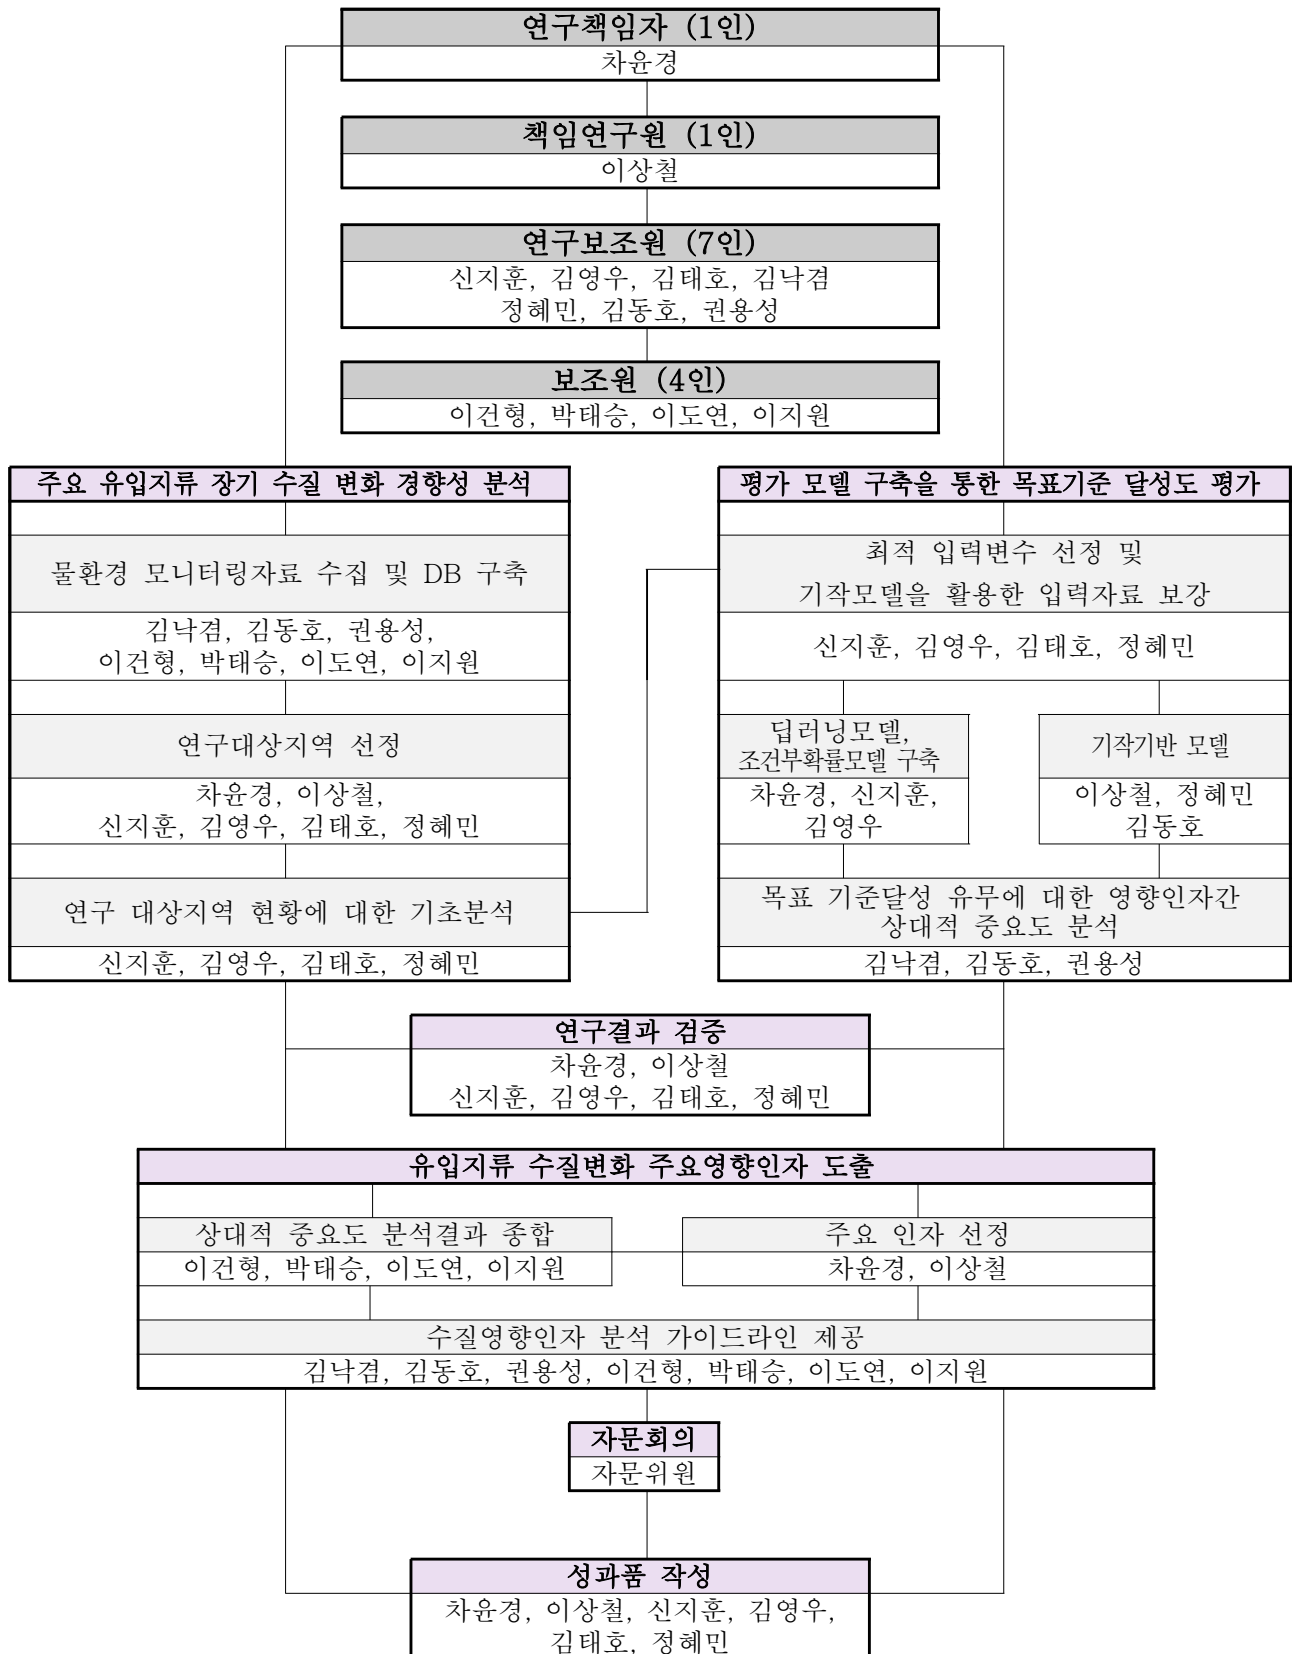 연구책임자 (1인)
차윤경
책임연구원 (1인)
이상철
연구보조원 (7인)
신지훈, 김영우, 김태호, 김낙겸
정혜민, 김동호, 권용성
보조원 (4인)
이건형, 박태승, 이도연, 이지원
주요 유입지류 장기 수질 변화 경향성 분석
물환경 모니터링자료 수집 및 DB 구축
김낙겸, 김동호, 권용성,
이건형, 박태승, 이도연, 이지원
연구대상지역 선정
차윤경, 이상철,
신지훈, 김영우, 김태호, 정혜민
연구 대상지역 현황에 대한 기초분석
신지훈, 김영우, 김태호, 정혜민
평가 모델 구축을 통한 목표기준 달성도 평가
최적 입력변수 선정 및
기작모델을 활용한 입력자료 보강
신지훈, 김영우, 김태호, 정혜민
딥러닝모델,
조건부확률모델 구축
차윤경, 신지훈,
김영우
기작기반 모델
이상철, 정혜민
김동호
목표 기준달성 유무에 대한 영향인자간
상대적 중요도 분석
김낙겸, 김동호, 권용성
연구결과 검증
차윤경, 이상철
신지훈, 김영우, 김태호, 정혜민
유입지류 수질변화 주요영향인자 도출
상대적 중요도 분석결과 종합
이건형, 박태승, 이도연, 이지원
주요 인자 선정
차윤경, 이상철
수질영향인자 분석 가이드라인 제공
김낙겸, 김동호, 권용성, 이건형, 박태승, 이도연, 이지원
자문회의
자문위원
성과품 작성
차윤경, 이상철, 신지훈, 김영우,
김태호, 정혜민